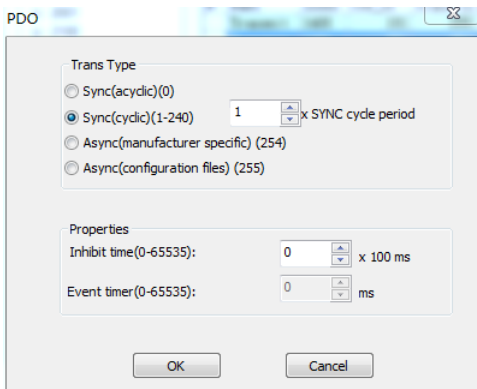 PDO
Trans Type
Sync(acyclic)(0)
Sync(cyclic)(1-240) 1 x SYNC cycle period
Async(manufacturer specific) (254)
Async(configuration files) (255)
Properties
Inhibit time(0-65535): 0 x 100 ms
Event timer(0-65535): 0 ms
OK Cancel